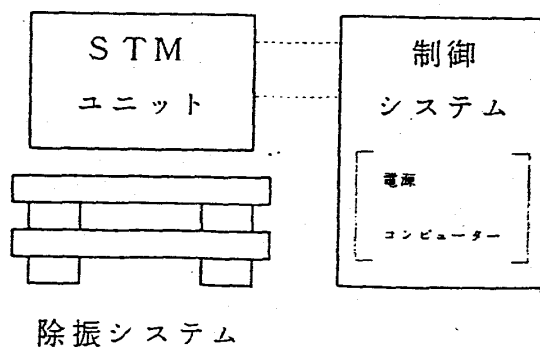 STM
ユニット
制御
システム
電源
コンピューター
除振システム